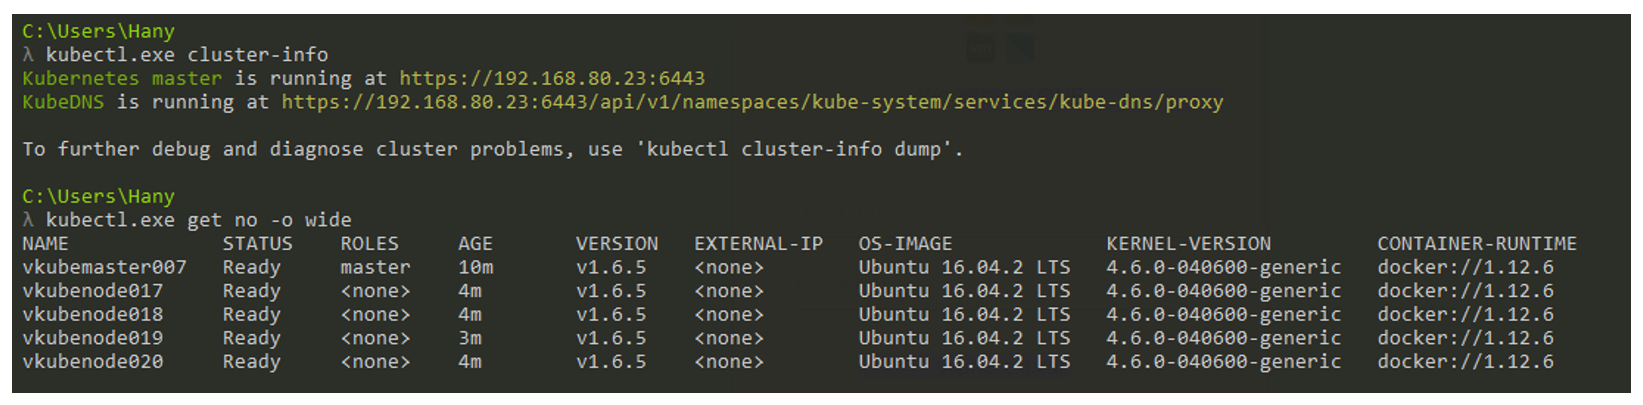 C:\Users\Hany
λ kubectl.exe cluster-info
Kubernetes master is running at https://192.168.80.23:6443
KubeDNS is running at https://192.168.80.23:6443/api/v1/namespaces/kube-system/services/kube-dns/proxy
To further debug and diagnose cluster problems, use 'kubectl cluster-info dump'.
C:\Users\Hany
λ kubectl.exe get no -o wide
NAME STATUS ROLES AGE VERSION EXTERNAL-IP OS-IMAGE KERNEL-VERSION CONTAINER-RUNTIME
vkubemaster007 Ready master 10m v1.6.5 <none> Ubuntu 16.04.2 LTS 4.6.0-040600-generic docker://1.12.6
vkubenode017 Ready <none> 4m v1.6.5 <none> Ubuntu 16.04.2 LTS 4.6.0-040600-generic docker://1.12.6
vkubenode018 Ready <none> 4m v1.6.5 <none> Ubuntu 16.04.2 LTS 4.6.0-040600-generic docker://1.12.6
vkubenode019 Ready <none> 3m v1.6.5 <none> Ubuntu 16.04.2 LTS 4.6.0-040600-generic docker://1.12.6
vkubenode020 Ready <none> 4m v1.6.5 <none> Ubuntu 16.04.2 LTS 4.6.0-040600-generic docker://1.12.6